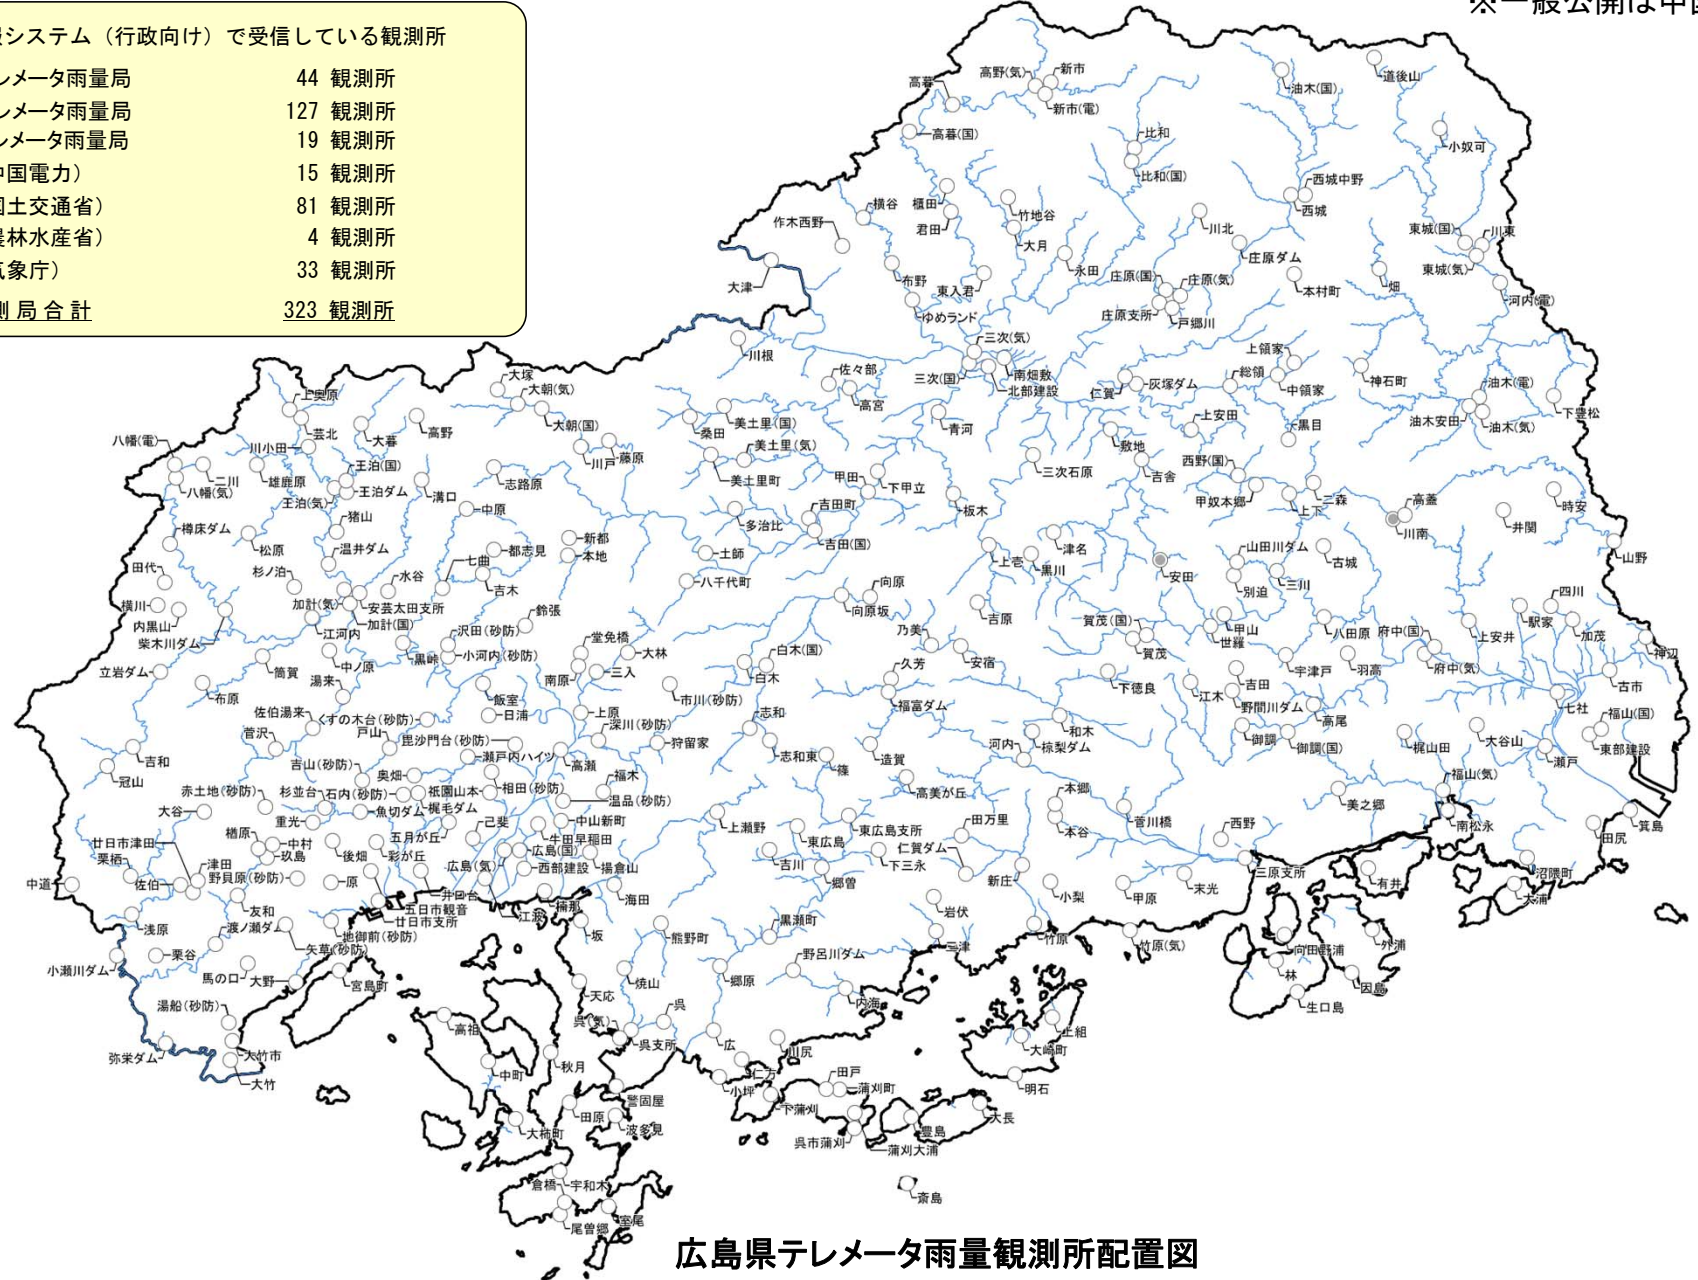 ※一般公開は中国
報システム（行政向け）で受信している観測所
レメータ雨量局 44 観測所
レメータ雨量局 127 観測所
レメータ雨量局 19 観測所
中国電力） 15 観測所
国土交通省） 81 観測所
農林水産省） 4 観測所
気象庁） 33 観測所
測局合計 323 観測所
高野(気) 新市
道後山
高暮
油木(国)
新市(電)
高暮(国)
比和
小奴可
比和(国)
西城中野
横谷 櫃田
竹地谷
西城
作木西野
君田
川北
東城(国) 川東
大月
庄原ダム
永田
庄原(国) 庄原(気)
東城(気)
大津
布野
東入君
本村町
畑
河内(電)
ゆめランド
庄原支所
戸郷川
三次(気)
川根
上領家
佐々部
三次(国)
南畑敷
北部建設
仁賀
灰塚ダム
総領
中領家
神石町
油木(電)
大塚
大朝(気)
高宮
上奥原
大朝(国)
美土里(国)
青河
上安田
黒目
油木安田
油木(気)
下豊松
芸北
大暮
高野
桑田
八幡(電)
川小田
川戸
藤原
美土里(気)
敷地
王泊(国)
西野(国)
三次石原
吉舎
二川
雄鹿原
王泊ダム
志路原
美土里町
甲田
下甲立
八幡(気)
王泊(気)
溝口
甲奴本郷
上下
二森
高蓋
時安
中原
吉田町
板木
井関
川南
猪山
多治比
樽床ダム
吉田(国)
新都
津名
松原
温井ダム
都志見
本地
土師
山田川ダム
古城
山野
七曲
上壱
黒川
田代
杉ノ泊
水谷
吉木
八千代町
向原
安田
別迫
三川
四川
横川
加計(気)
安芸太田支所
向原坂
吉原
駅家
内黒山
加計(国)
鈴張
賀茂(国)
甲山
八田原
府中(国)
上安井
加茂
柴木川ダム
江河内
沢田(砂防)
堂免橋
乃美
世羅
神辺
黒峠
小河内(砂防)
大林
白木(国)
安宿
賀茂
中ノ原
久芳
宇津戸
羽高
府中(気)
立岩ダム
筒賀
三入
白木
湯来
南原
下徳良
吉田
古市
布原
飯室
市川(砂防)
福富ダム
江木
野間川ダム
七社
日浦
佐伯湯来
くすの木台(砂防)
上原
志和
高尾
福山(国)
戸山
深川(砂防)
和木
菅沢
毘沙門台(砂防)
狩留家
河内
椋梨ダム
御調
御調(国)
梶山田
大谷山
東部建設
瀬戸内ハイツ
志和東
造賀
吉和
吉山(砂防)
高瀬
篠
瀬戸
冠山
奥畑
福木
福山(気)
赤土地(砂防)
杉並台
石内(砂防)
祇園山本
相田(砂防)
高美が丘
本郷
温品(砂防)
美之郷
大谷
重光
魚切ダム
梶毛ダム
中山新町
上瀬野
東広島支所
田万里
本谷
菅川橋
西野
南松永
箕島
楢原
中村
五月が丘
己斐
牛田早稲田
東広島
廿日市津田
田尻
栗栖
玖島
後畑
彩が丘
広島(国)
仁賀ダム
津田
広島(気)
西部建設
揚倉山
吉川
下三永
三原支所
沼隈町
中道
佐伯
野貝原(砂防)
原
郷曽
新庄
小梨
甲原
末光
有井
大浦
井口台
楠那
海田
五日市観音
江波
岩伏
友和
廿日市支所
浅原
渡ノ瀬ダム
地御前(砂防)
坂
熊野町
黒瀬町
三津
竹原
竹原(気)
向田野浦
外浦
矢草(砂防)
栗谷
小瀬川ダム
馬の口
大野
宮島町
焼山
郷原
野呂川ダム
林
因島
天応
内海
生口島
湯船(砂防)
高祖
呉(気)
呉
上組
呉支所
広
川尻
大崎町
弥栄ダム
大竹市
中町
秋月
仁方
田戸
大竹
小坪
蒲刈町
明石
警固屋
下蒲刈
田原
大長
大柿町
波多見
呉市蒲刈
豊島
蒲刈大浦
倉橋
宇和木
斎島
尾曽郷
室尾
広島県テレメータ雨量観測所配置図